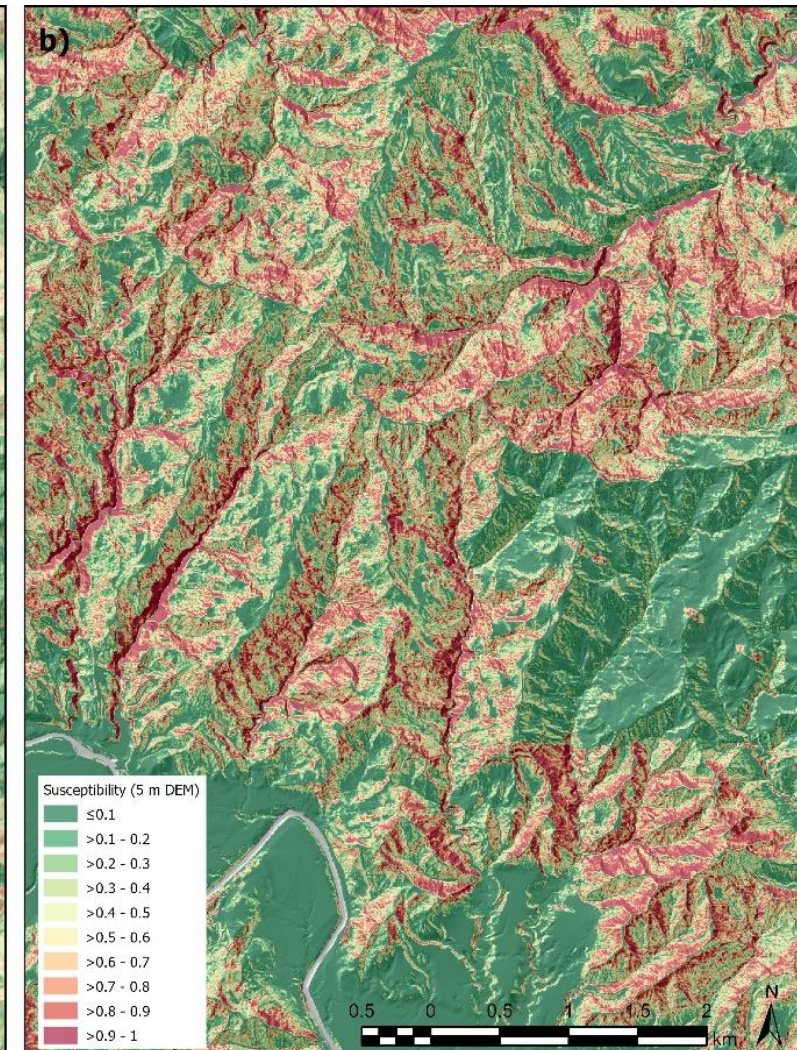 b)
Susceptibility (5 m DEM)
≤0.1
>0.1 - 0.2
>0.2 - 0.3
>0.3 - 0.4
>0.4 - 0.5
>0.5 - 0.6
>0.6 - 0.7
>0.7 - 0.8
>0.8 - 0.9
>0.9 - 1
N
0.5 0 0.5 1 1.5 2
km